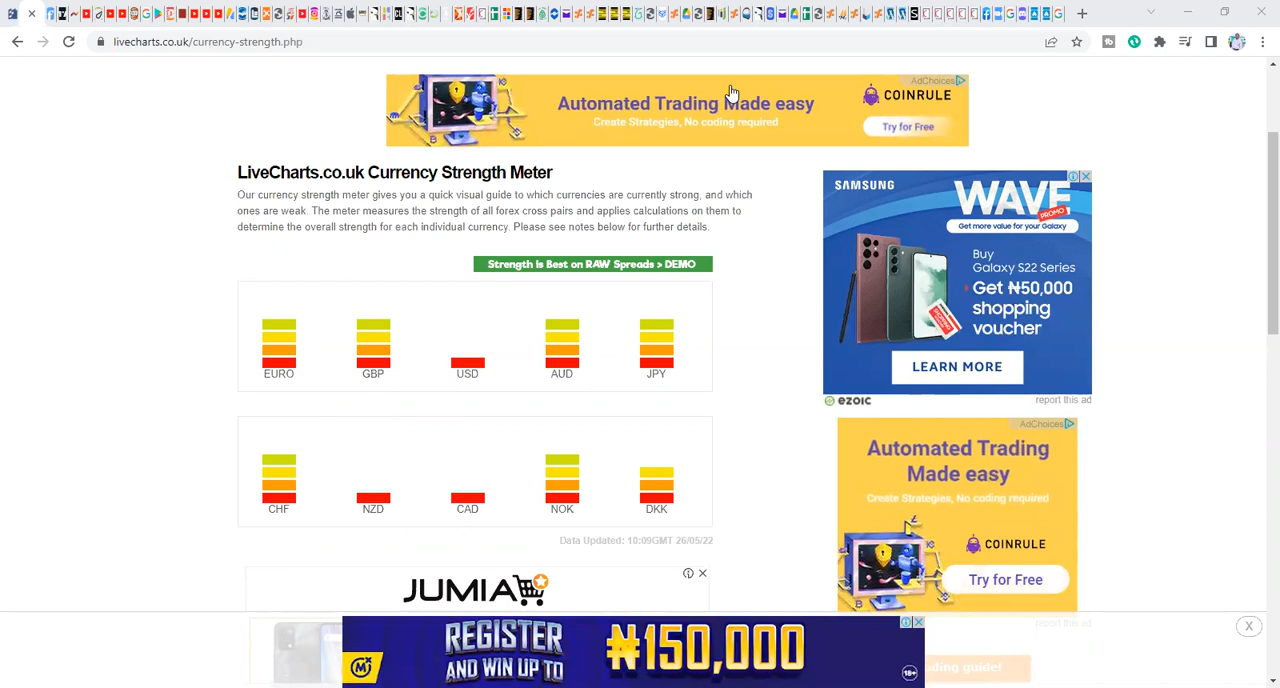 livecharts.co.uk/currency-strength.php
AdChoices
Automated Trading Made easy
Create Strategies, No coding required
COINRULE
Try for Free
LiveCharts.co.uk Currency Strength Meter
Our currency strength meter gives you a quick visual guide to which currencies are currently strong, and which
ones are weak. The meter measures the strength of all forex cross pairs and applies calculations on them to
determine the overall strength for each individual currency. Please see notes below for further details.
Strength Is Best on RAW Spreads > DEMO
EURO GBP USD AUD JPY
CHF NZD CAD NOK DKK
Data Updated: 10:09GMT 26/05/22
SAMSUNG
WAVE
PROMO
Get more value for your Galaxy
Buy
Galaxy S22 Series
Get ₦50,000
shopping
voucher
LEARN MORE
ezoic
report this ad
AdChoices
Automated Trading
Made easy
Create Strategies, No coding required
COINRULE
Try for Free
report this ad
JUMIA
REGISTER
AND WIN UP TO
₦150,000
18+
X
ding guide!